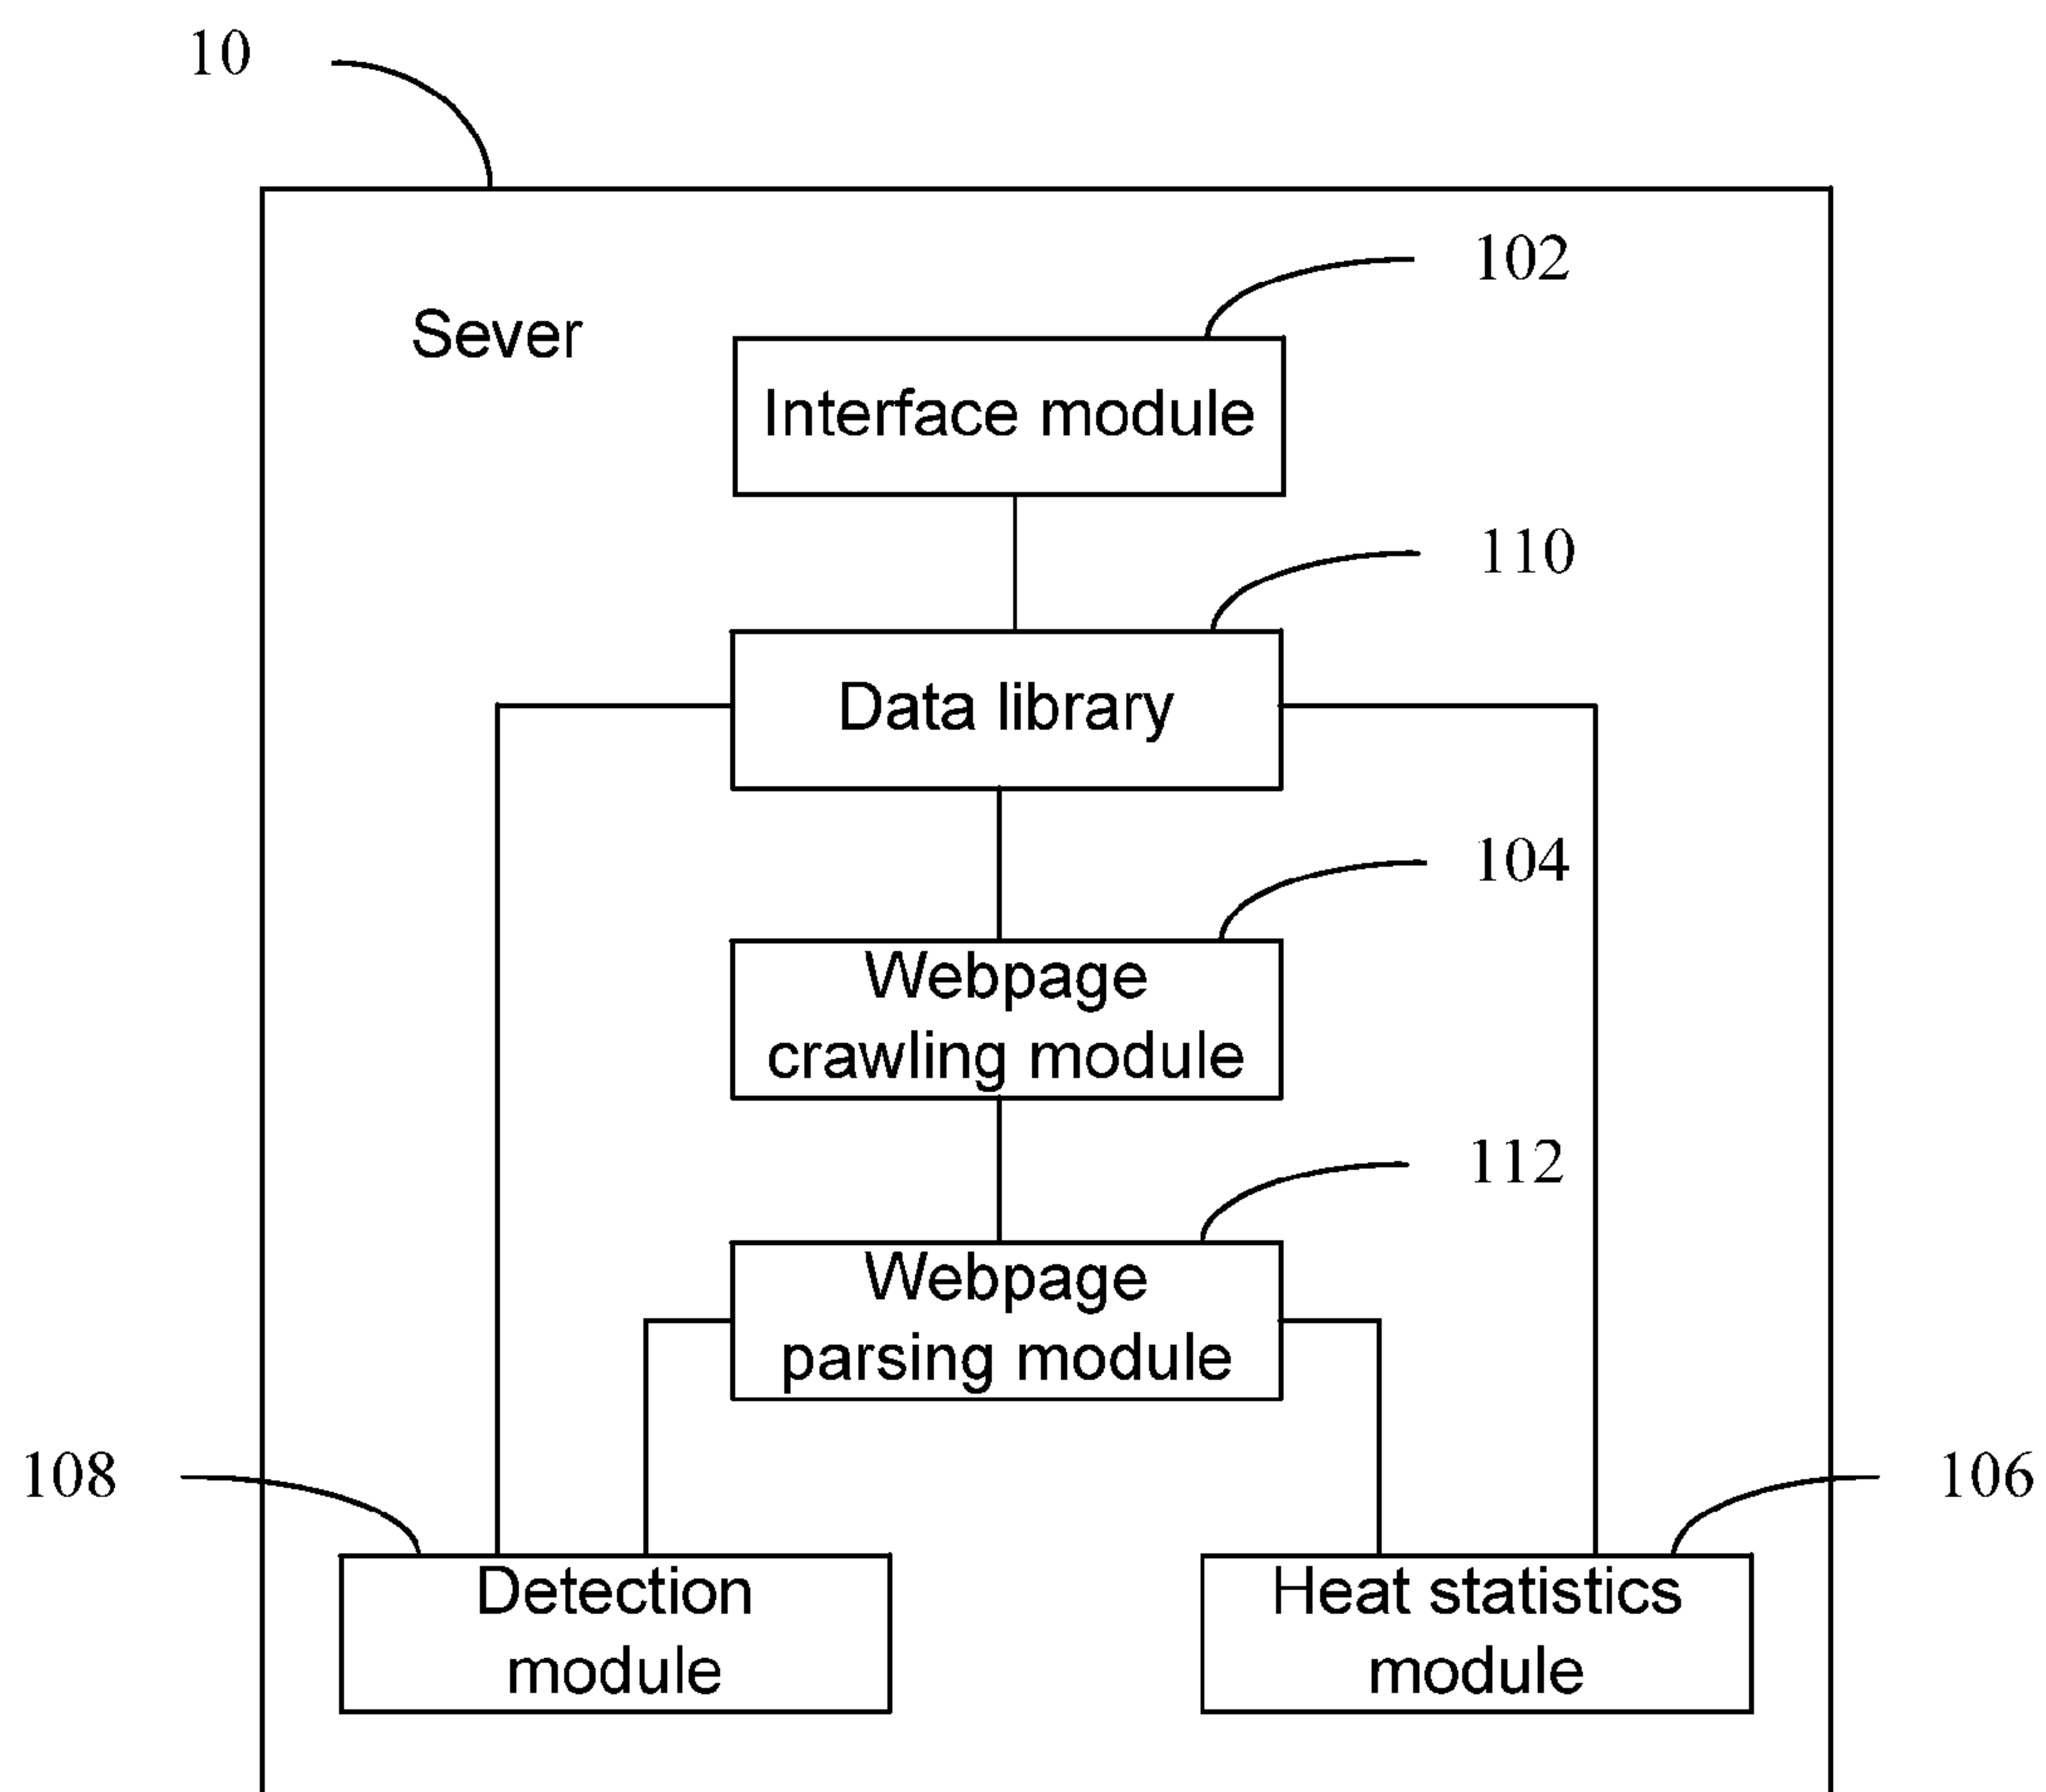 10
102
Sever
Interface module
110
Data library
104
Webpage
crawling module
112
Webpage
parsing module
108
106
Detection
module
Heat statistics
module